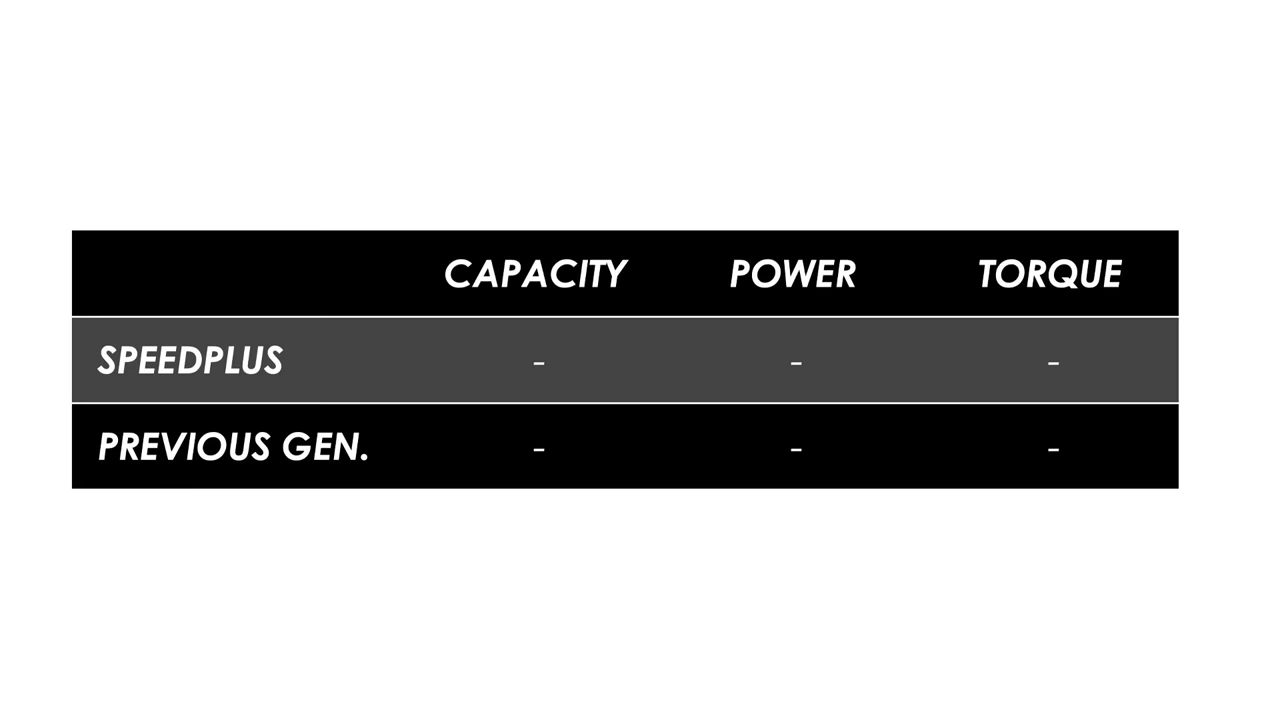 CAPACITY POWER TORQUE
SPEEDPLUS - - -
PREVIOUS GEN. - - -